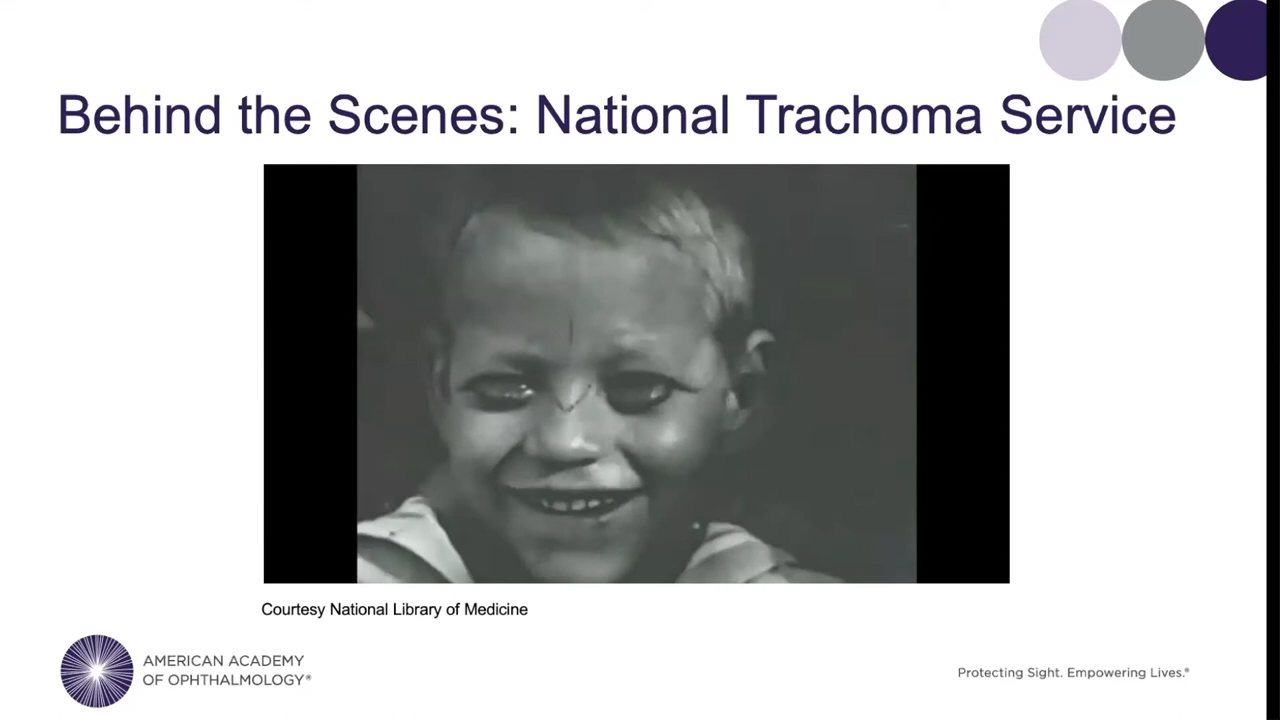 Behind the Scenes: National Trachoma Service
Courtesy National Library of Medicine
AMERICAN ACADEMY
OF OPHTHALMOLOGY®
Protecting Sight. Empowering Lives.®